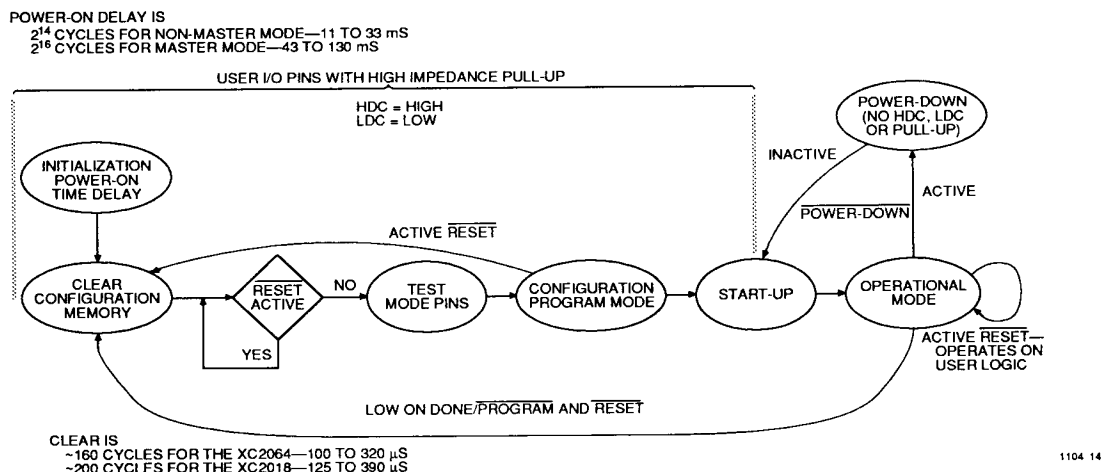 POWER-ON DELAY IS
2¹⁴ CYCLES FOR NON-MASTER MODE—11 TO 33 mS
2¹⁶ CYCLES FOR MASTER MODE—43 TO 130 mS
USER I/O PINS WITH HIGH IMPEDANCE PULL-UP
HDC = HIGH
LDC = LOW
POWER-DOWN
(NO HDC, LDC
OR PULL-UP)
INITIALIZATION
POWER-ON
TIME DELAY
INACTIVE
ACTIVE
POWER-DOWN
ACTIVE RESET
CLEAR
CONFIGURATION
MEMORY
RESET
ACTIVE
NO
YES
TEST
MODE PINS
CONFIGURATION
PROGRAM MODE
START-UP
OPERATIONAL
MODE
ACTIVE RESET—
OPERATES ON
USER LOGIC
LOW ON DONE/PROGRAM AND RESET
CLEAR IS
~160 CYCLES FOR THE XC2064—100 TO 320 µS
~200 CYCLES FOR THE XC2018—125 TO 390 µS
1104 14